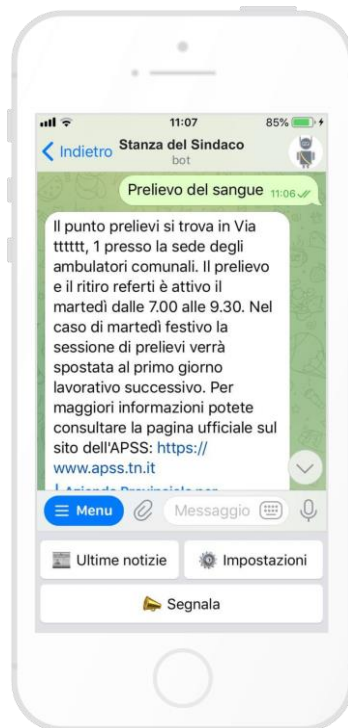 11:07
85%
Indietro
Stanza del Sindaco
bot
Prelievo del sangue 11:06
Il punto prelievi si trova in Via
tttttt, 1 presso la sede degli
ambulatori comunali. Il prelievo
e il ritiro referti è attivo il
martedì dalle 7.00 alle 9.30. Nel
caso di martedì festivo la
sessione di prelievi verrà
spostata al primo giorno
lavorativo successivo. Per
maggiori informazioni potete
consultare la pagina ufficiale sul
sito dell'APSS: https://
www.apss.tn.it
Menu
Messaggio
Ultime notizie
Impostazioni
Segnala